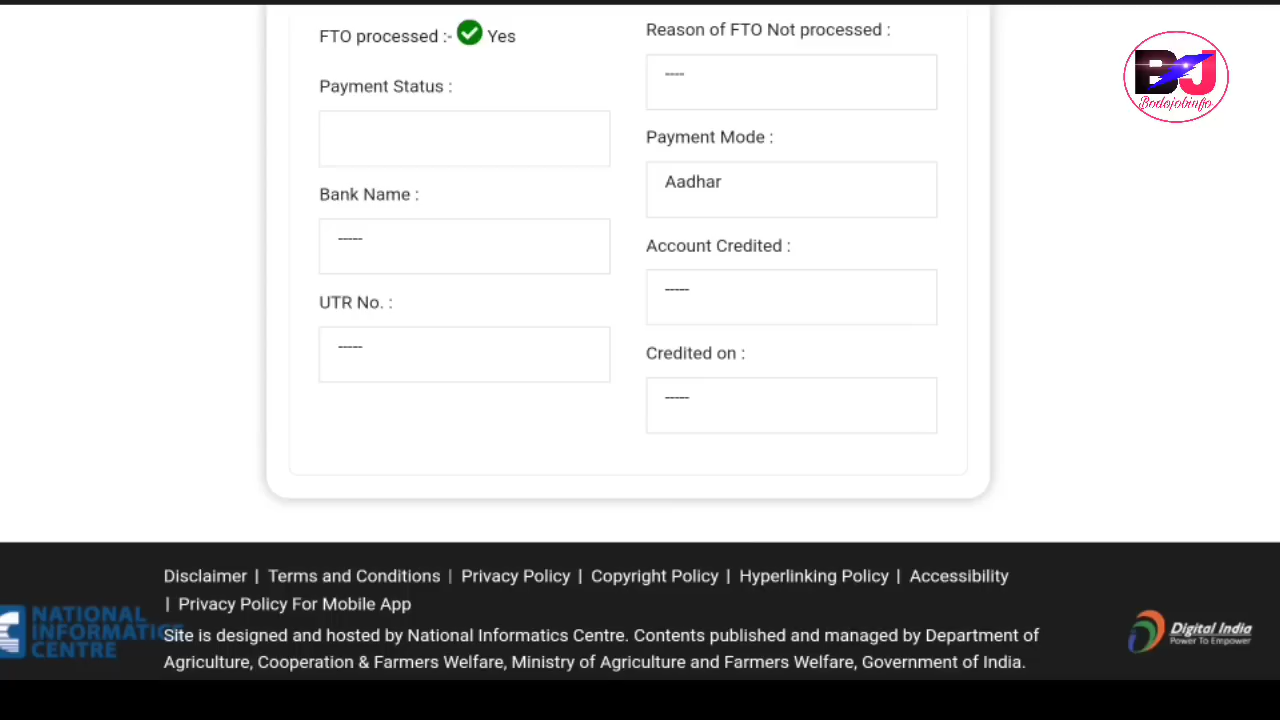 FTO processed :- Yes
Reason of FTO Not processed :
----
Payment Status :
Payment Mode :
Aadhar
Bank Name :
-----
Account Credited :
-----
UTR No. :
-----
Credited on :
-----
BJ
Bodojobinfo
Disclaimer | Terms and Conditions | Privacy Policy | Copyright Policy | Hyperlinking Policy | Accessibility
| Privacy Policy For Mobile App
NATIONAL
INFORMATICS
CENTRE
Site is designed and hosted by National Informatics Centre. Contents published and managed by Department of
Agriculture, Cooperation & Farmers Welfare, Ministry of Agriculture and Farmers Welfare, Government of India.
Digital India
Power To Empower